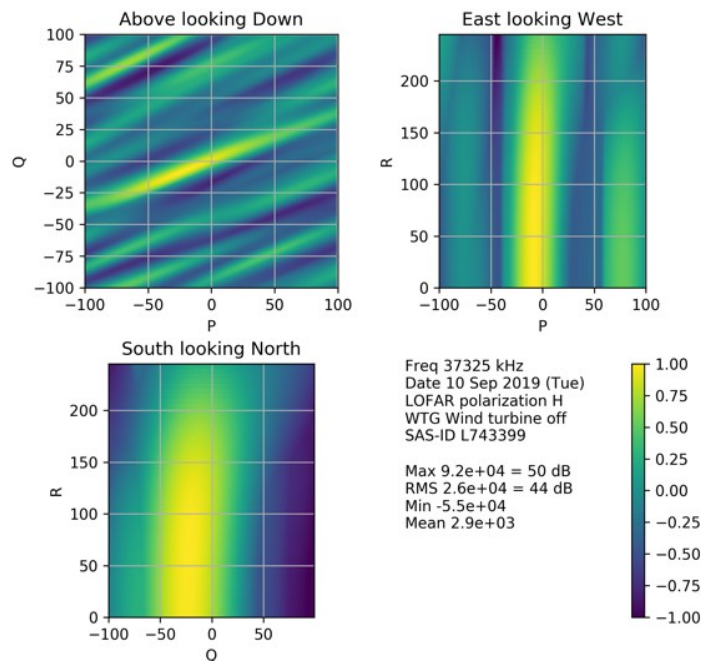 Above looking Down
100
75
50
25
0
−25
−50
−75
−100
Q
−100 −50 0 50 100
P
East looking West
200
150
100
50
0
R
−100 −50 0 50 100
P
South looking North
200
150
100
50
0
R
−100 −50 0 50
Q
Freq 37325 kHz
Date 10 Sep 2019 (Tue)
LOFAR polarization H
WTG Wind turbine off
SAS-ID L743399
Max 9.2e+04 = 50 dB
RMS 2.6e+04 = 44 dB
Min -5.5e+04
Mean 2.9e+03
1.00
0.75
0.50
0.25
0.00
−0.25
−0.50
−0.75
−1.00